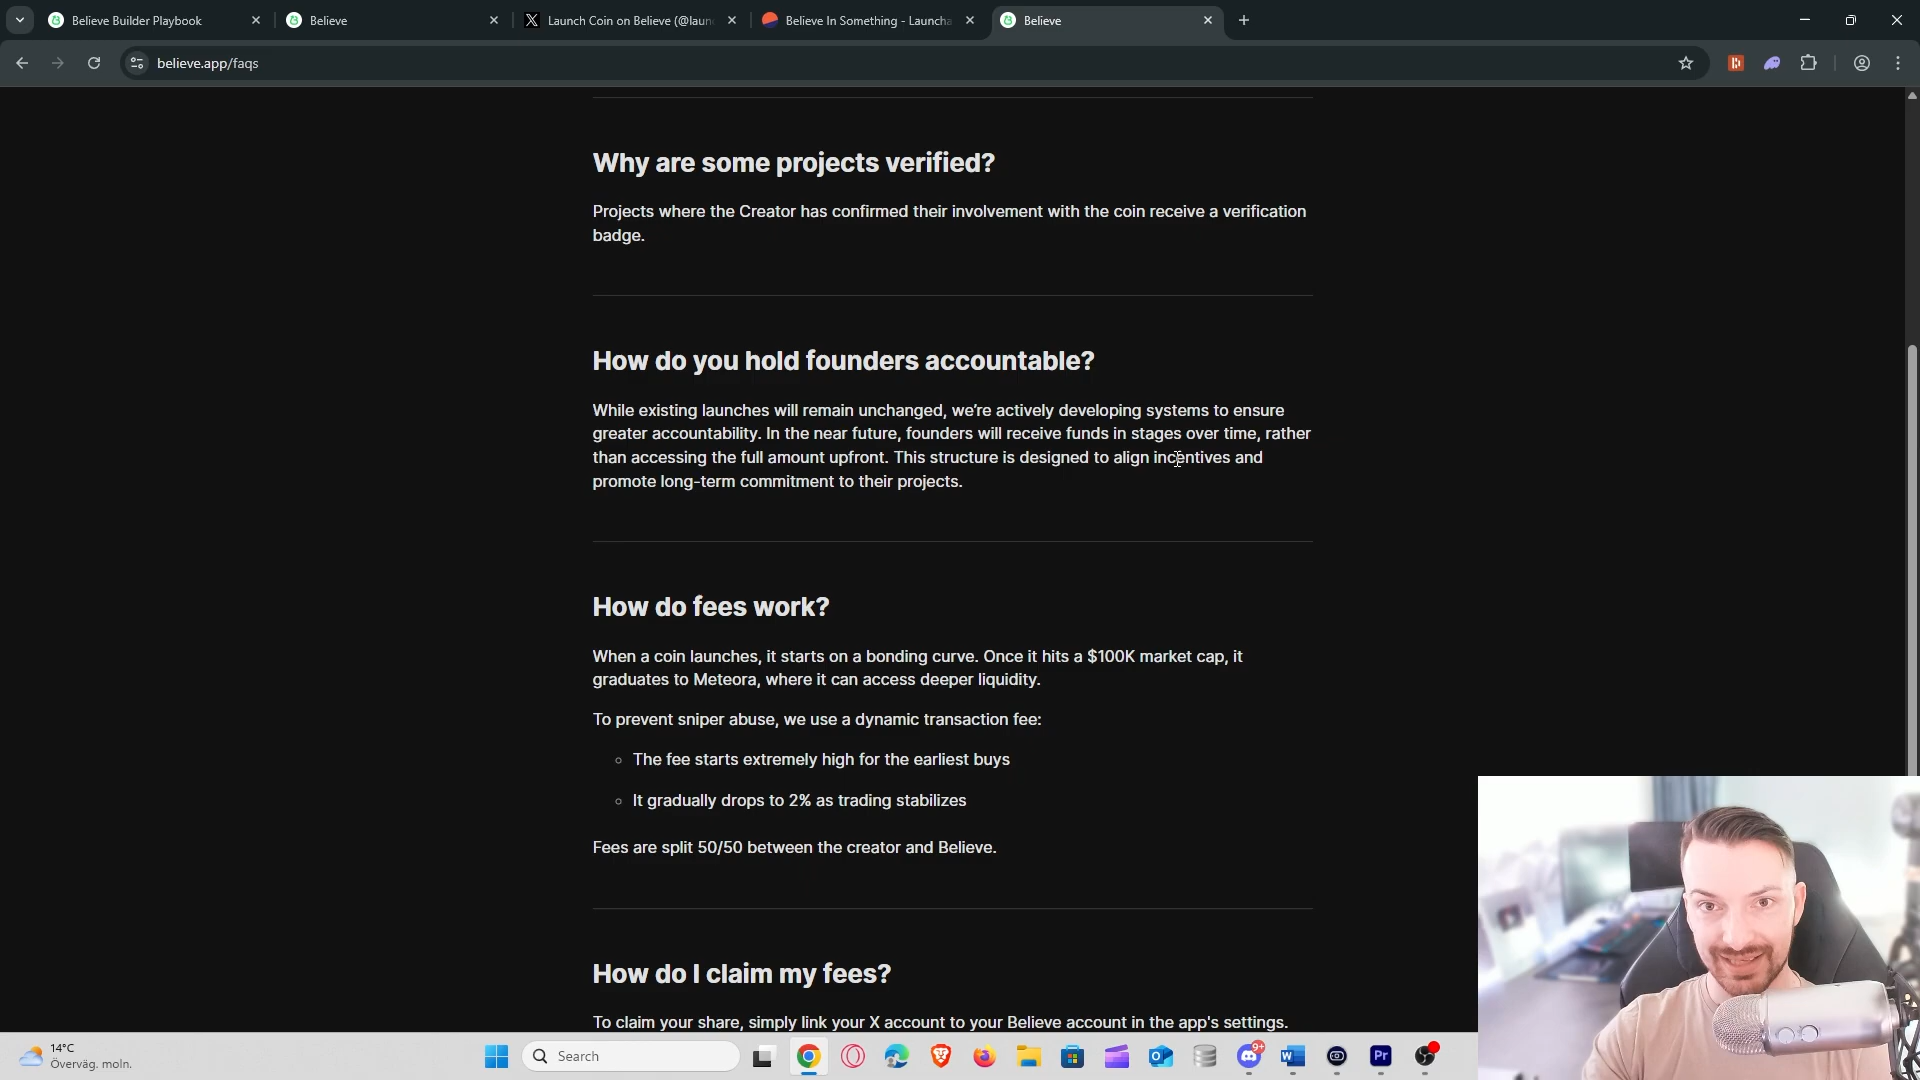 Believe Builder Playbook
Believe
Launch Coin on Believe (@laun
Believe In Something - Launcha
Believe
believe.app/faqs
Why are some projects verified?
Projects where the Creator has confirmed their involvement with the coin receive a verification
badge.
How do you hold founders accountable?
While existing launches will remain unchanged, we’re actively developing systems to ensure
greater accountability. In the near future, founders will receive funds in stages over time, rather
than accessing the full amount upfront. This structure is designed to align incentives and
promote long-term commitment to their projects.
How do fees work?
When a coin launches, it starts on a bonding curve. Once it hits a $100K market cap, it
graduates to Meteora, where it can access deeper liquidity.
To prevent sniper abuse, we use a dynamic transaction fee:
The fee starts extremely high for the earliest buys
It gradually drops to 2% as trading stabilizes
Fees are split 50/50 between the creator and Believe.
How do I claim my fees?
To claim your share, simply link your X account to your Believe account in the app's settings.
14°C
Överväg. moln.
Search
9+
Pr